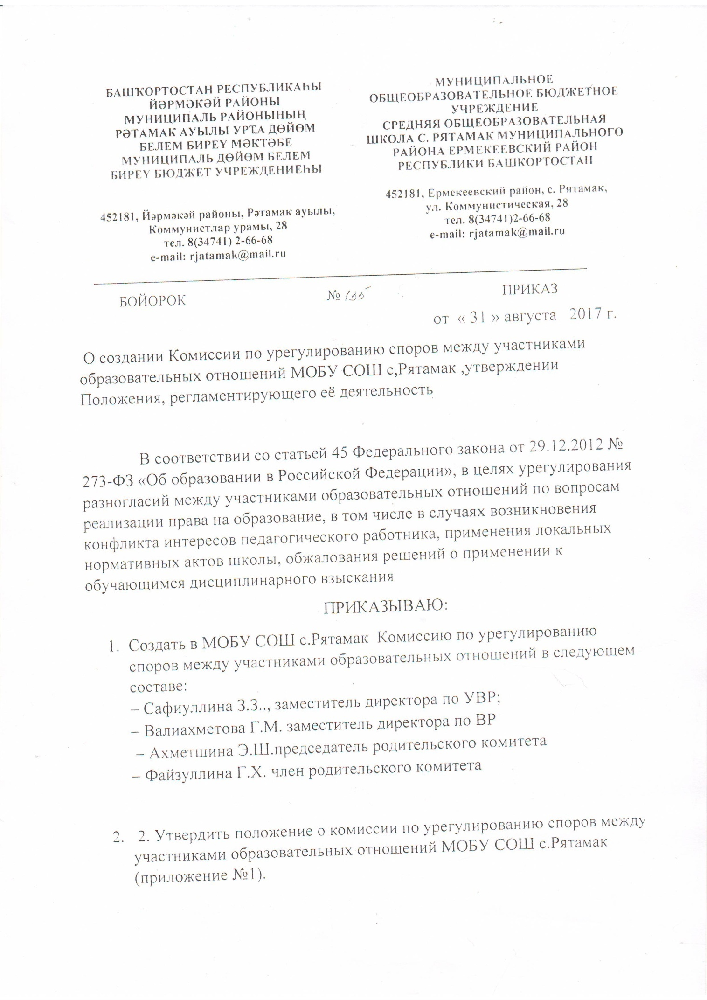 БАШҠОРТОСТАН РЕСПУБЛИКАҺЫ
ЙӘРМӘКӘЙ РАЙОНЫ
МУНИЦИПАЛЬ РАЙОНЫНЫҢ
РӘТАМАК АУЫЛЫ УРТА ДӨЙӨМ
БЕЛЕМ БИРЕҮ МӘКТӘБЕ
МУНИЦИПАЛЬ ДӨЙӨМ БЕЛЕМ
БИРЕҮ БЮДЖЕТ УЧРЕЖДЕНИЕҺЫ
452181, Йәрмәкәй районы, Рәтамак ауылы,
Коммунистлар урамы, 28
тел. 8(34741) 2-66-68
e-mail: rjatamak@mail.ru
МУНИЦИПАЛЬНОЕ
ОБЩЕОБРАЗОВАТЕЛЬНОЕ БЮДЖЕТНОЕ
УЧРЕЖДЕНИЕ
СРЕДНЯЯ ОБЩЕОБРАЗОВАТЕЛЬНАЯ
ШКОЛА С. РЯТАМАК МУНИЦИПАЛЬНОГО
РАЙОНА ЕРМЕКЕЕВСКИЙ РАЙОН
РЕСПУБЛИКИ БАШКОРТОСТАН
452181, Ермекеевский район, с. Рятамак,
ул. Коммунистическая, 28
тел. 8(34741)2-66-68
e-mail: rjatamak@mail.ru
БОЙОРОК № 135 ПРИКАЗ
от « 31 » августа 2017 г.
О создании Комиссии по урегулированию споров между участниками
образовательных отношений МОБУ СОШ с,Рятамак ,утверждении
Положения, регламентирующего её деятельность
В соответствии со статьей 45 Федерального закона от 29.12.2012 №
273-ФЗ «Об образовании в Российской Федерации», в целях урегулирования
разногласий между участниками образовательных отношений по вопросам
реализации права на образование, в том числе в случаях возникновения
конфликта интересов педагогического работника, применения локальных
нормативных актов школы, обжалования решений о применении к
обучающимся дисциплинарного взыскания
ПРИКАЗЫВАЮ:
1. Создать в МОБУ СОШ с.Рятамак Комиссию по урегулированию
споров между участниками образовательных отношений в следующем
составе:
– Сафиуллина З.З.., заместитель директора по УВР;
– Валиахметова Г.М. заместитель директора по ВР
– Ахметшина Э.Ш.председатель родительского комитета
– Файзуллина Г.Х. член родительского комитета
2. 2. Утвердить положение о комиссии по урегулированию споров между
участниками образовательных отношений МОБУ СОШ с.Рятамак
(приложение №1).